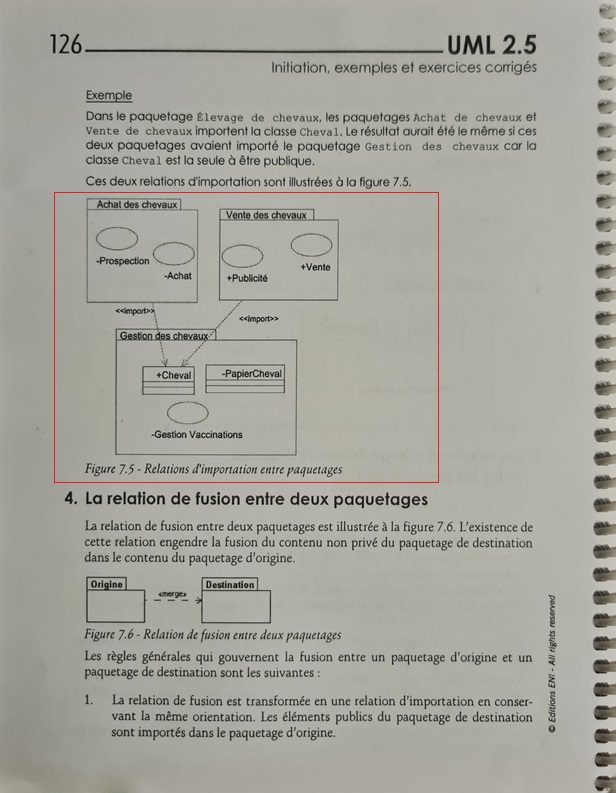 126
UML 2.5
Initiation, exemples et exercices corrigés
Exemple
Dans le paquetage Élevage de chevaux, les paquetages Achat de chevaux et
Vente de chevaux importent la classe Cheval. Le résultat aurait été le même si ces
deux paquetages avaient importé le paquetage Gestion des chevaux car la
classe Cheval est la seule à être publique.
Ces deux relations d'importation sont illustrées à la figure 7.5.
Achat des chevaux
Vente des chevaux
-Prospection
-Achat
+Publicité
+Vente
<<import>>
<<import>>
Gestion des chevaux
+Cheval
-PapierCheval
-Gestion Vaccinations
Figure 7.5 - Relations d'importation entre paquetages
4. La relation de fusion entre deux paquetages
La relation de fusion entre deux paquetages est illustrée à la figure 7.6. L'existence de
cette relation engendre la fusion du contenu non privé du paquetage de destination
dans le contenu du paquetage d'origine.
Origine
«merge»
Destination
Figure 7.6 - Relation de fusion entre deux paquetages
Les règles générales qui gouvernent la fusion entre un paquetage d'origine et un
paquetage de destination sont les suivantes :
1. La relation de fusion est transformée en une relation d'importation en conser-
vant la même orientation. Les éléments publics du paquetage de destination
sont importés dans le paquetage d'origine.
© Editions ENI - All rights reserved